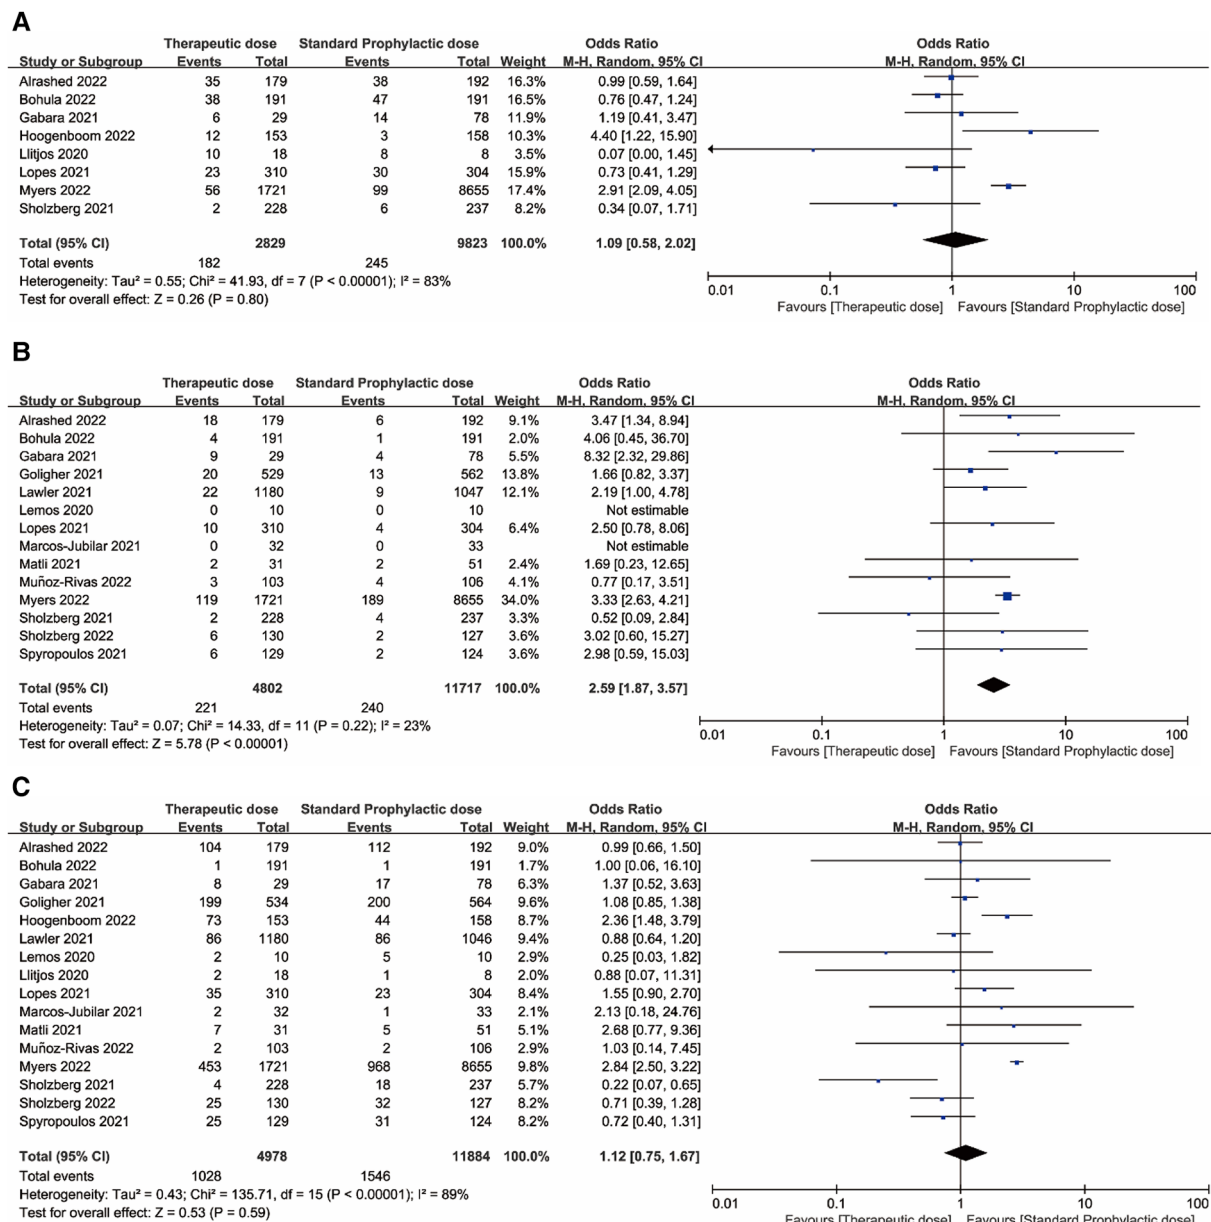 A
Therapeutic dose Standard Prophylactic dose Odds Ratio Odds Ratio
Study or Subgroup Events Total Events Total Weight M-H, Random, 95% CI M-H, Random, 95% CI
Alrashed 2022 35 179 38 192 16.3% 0.99 [0.59, 1.64]
Bohula 2022 38 191 47 191 16.5% 0.76 [0.47, 1.24]
Gabara 2021 6 29 14 78 11.9% 1.19 [0.41, 3.47]
Hoogenboom 2022 12 153 3 158 10.3% 4.40 [1.22, 15.90]
Llitjos 2020 10 18 8 8 3.5% 0.07 [0.00, 1.45]
Lopes 2021 23 310 30 304 15.9% 0.73 [0.41, 1.29]
Myers 2022 56 1721 99 8655 17.4% 2.91 [2.09, 4.05]
Sholzberg 2021 2 228 6 237 8.2% 0.34 [0.07, 1.71]
Total (95% CI) 2829 9823 100.0% 1.09 [0.58, 2.02]
Total events 182 245
Heterogeneity: Tau² = 0.55; Chi² = 41.93, df = 7 (P < 0.00001); I² = 83%
Test for overall effect: Z = 0.26 (P = 0.80)
0.01 0.1 1 10 100
Favours [Therapeutic dose] Favours [Standard Prophylactic dose]
B
Therapeutic dose Standard Prophylactic dose Odds Ratio Odds Ratio
Study or Subgroup Events Total Events Total Weight M-H, Random, 95% CI M-H, Random, 95% CI
Alrashed 2022 18 179 6 192 9.1% 3.47 [1.34, 8.94]
Bohula 2022 4 191 1 191 2.0% 4.06 [0.45, 36.70]
Gabara 2021 9 29 4 78 5.5% 8.32 [2.32, 29.86]
Goligher 2021 20 529 13 562 13.8% 1.66 [0.82, 3.37]
Lawler 2021 22 1180 9 1047 12.1% 2.19 [1.00, 4.78]
Lemos 2020 0 10 0 10 Not estimable
Lopes 2021 10 310 4 304 6.4% 2.50 [0.78, 8.06]
Marcos-Jubilar 2021 0 32 0 33 Not estimable
Matli 2021 2 31 2 51 2.4% 1.69 [0.23, 12.65]
Muñoz-Rivas 2022 3 103 4 106 4.1% 0.77 [0.17, 3.51]
Myers 2022 119 1721 189 8655 34.0% 3.33 [2.63, 4.21]
Sholzberg 2021 2 228 4 237 3.3% 0.52 [0.09, 2.84]
Sholzberg 2022 6 130 2 127 3.6% 3.02 [0.60, 15.27]
Spyropoulos 2021 6 129 2 124 3.6% 2.98 [0.59, 15.03]
Total (95% CI) 4802 11717 100.0% 2.59 [1.87, 3.57]
Total events 221 240
Heterogeneity: Tau² = 0.07; Chi² = 14.33, df = 11 (P = 0.22); I² = 23%
Test for overall effect: Z = 5.78 (P < 0.00001)
0.01 0.1 1 10 100
Favours [Therapeutic dose] Favours [Standard Prophylactic dose]
C
Therapeutic dose Standard Prophylactic dose Odds Ratio Odds Ratio
Study or Subgroup Events Total Events Total Weight M-H, Random, 95% CI M-H, Random, 95% CI
Alrashed 2022 104 179 112 192 9.0% 0.99 [0.66, 1.50]
Bohula 2022 1 191 1 191 1.7% 1.00 [0.06, 16.10]
Gabara 2021 8 29 17 78 6.3% 1.37 [0.52, 3.63]
Goligher 2021 199 534 200 564 9.6% 1.08 [0.85, 1.38]
Hoogenboom 2022 73 153 44 158 8.7% 2.36 [1.48, 3.79]
Lawler 2021 86 1180 86 1046 9.4% 0.88 [0.64, 1.20]
Lemos 2020 2 10 5 10 2.9% 0.25 [0.03, 1.82]
Llitjos 2020 2 18 1 8 2.0% 0.88 [0.07, 11.31]
Lopes 2021 35 310 23 304 8.4% 1.55 [0.90, 2.70]
Marcos-Jubilar 2021 2 32 1 33 2.1% 2.13 [0.18, 24.76]
Matli 2021 7 31 5 51 5.1% 2.68 [0.77, 9.36]
Muñoz-Rivas 2022 2 103 2 106 2.9% 1.03 [0.14, 7.45]
Myers 2022 453 1721 968 8655 9.8% 2.84 [2.50, 3.22]
Sholzberg 2021 4 228 18 237 5.7% 0.22 [0.07, 0.65]
Sholzberg 2022 25 130 32 127 8.2% 0.71 [0.39, 1.28]
Spyropoulos 2021 25 129 31 124 8.2% 0.72 [0.40, 1.31]
Total (95% CI) 4978 11884 100.0% 1.12 [0.75, 1.67]
Total events 1028 1546
Heterogeneity: Tau² = 0.43; Chi² = 135.71, df = 15 (P < 0.00001); I² = 89%
Test for overall effect: Z = 0.53 (P = 0.59)
0.01 0.1 1 10 100
Favours [Therapeutic dose] Favours [Standard Prophylactic dose]